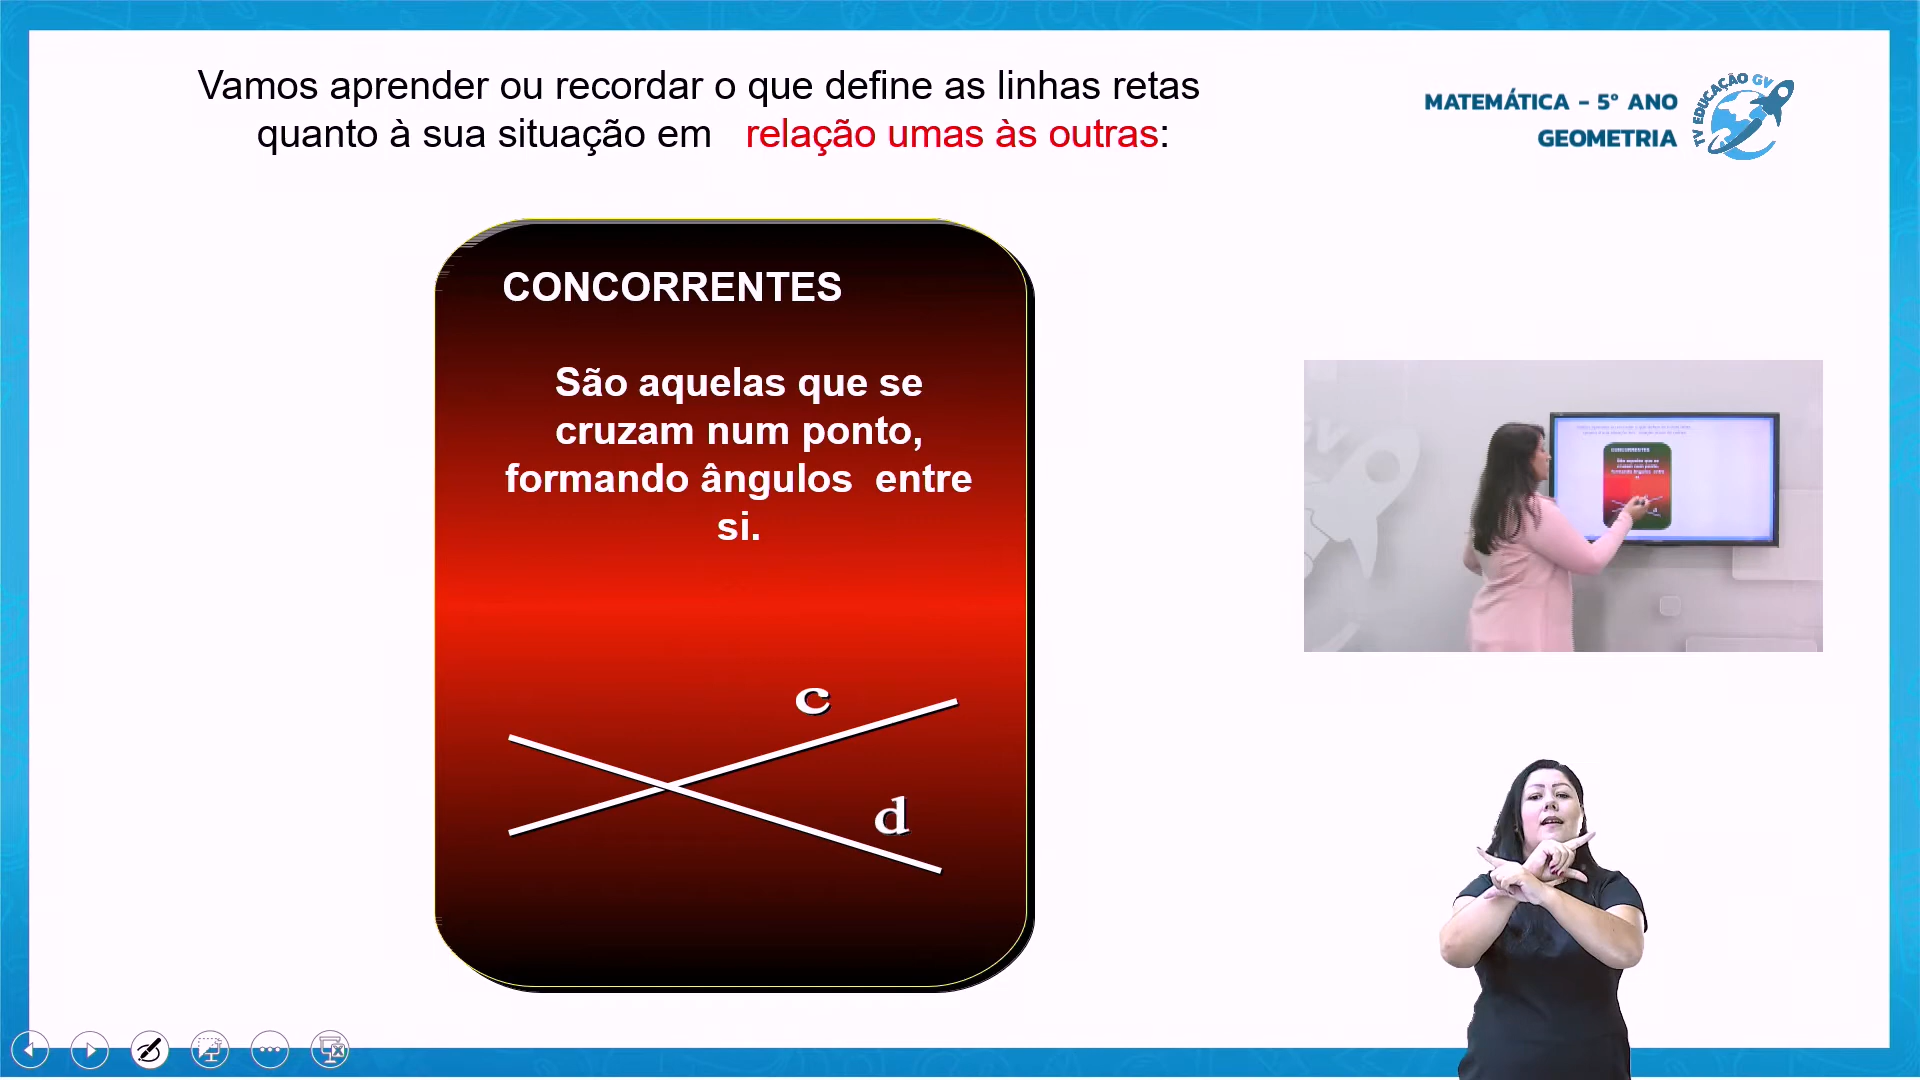 Vamos aprender ou recordar o que define as linhas retas
quanto à sua situação em relação umas às outras:
MATEMÁTICA - 5º ANO
GEOMETRIA
TV EDUCAÇÃO GV
CONCORRENTES
São aquelas que se
cruzam num ponto,
formando ângulos entre
si.
c
d